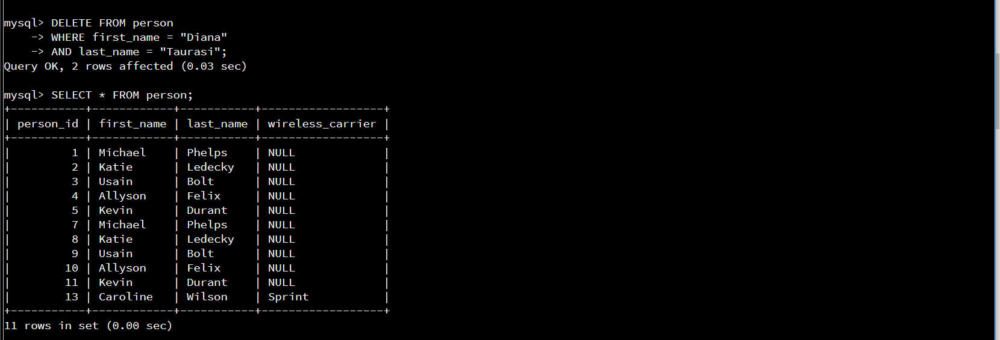 mysql> DELETE FROM person
    -> WHERE first_name = "Diana"
    -> AND last_name = "Taurasi";
Query OK, 2 rows affected (0.03 sec)

mysql> SELECT * FROM person;
+-----------+------------+-----------+------------------+
| person_id | first_name | last_name | wireless_carrier |
+-----------+------------+-----------+------------------+
|         1 | Michael    | Phelps    | NULL             |
|         2 | Katie      | Ledecky   | NULL             |
|         3 | Usain      | Bolt      | NULL             |
|         4 | Allyson    | Felix     | NULL             |
|         5 | Kevin      | Durant    | NULL             |
|         7 | Michael    | Phelps    | NULL             |
|         8 | Katie      | Ledecky   | NULL             |
|         9 | Usain      | Bolt      | NULL             |
|        10 | Allyson    | Felix     | NULL             |
|        11 | Kevin      | Durant    | NULL             |
|        13 | Caroline   | Wilson    | Sprint           |
+-----------+------------+-----------+------------------+
11 rows in set (0.00 sec)